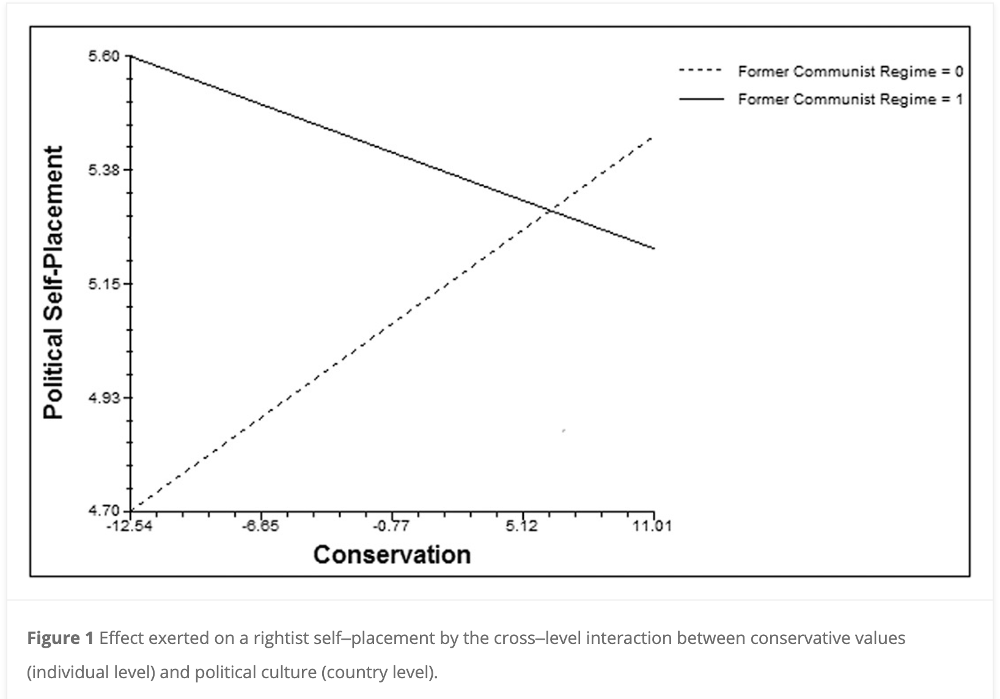 5.60
Former Communist Regime = 0
Former Communist Regime = 1
5.38
5.15
4.93
4.70
Political Self-Placement
-12.54 -6.65 -0.77 5.12 11.01
Conservation
Figure 1 Effect exerted on a rightist self–placement by the cross–level interaction between conservative values
(individual level) and political culture (country level).